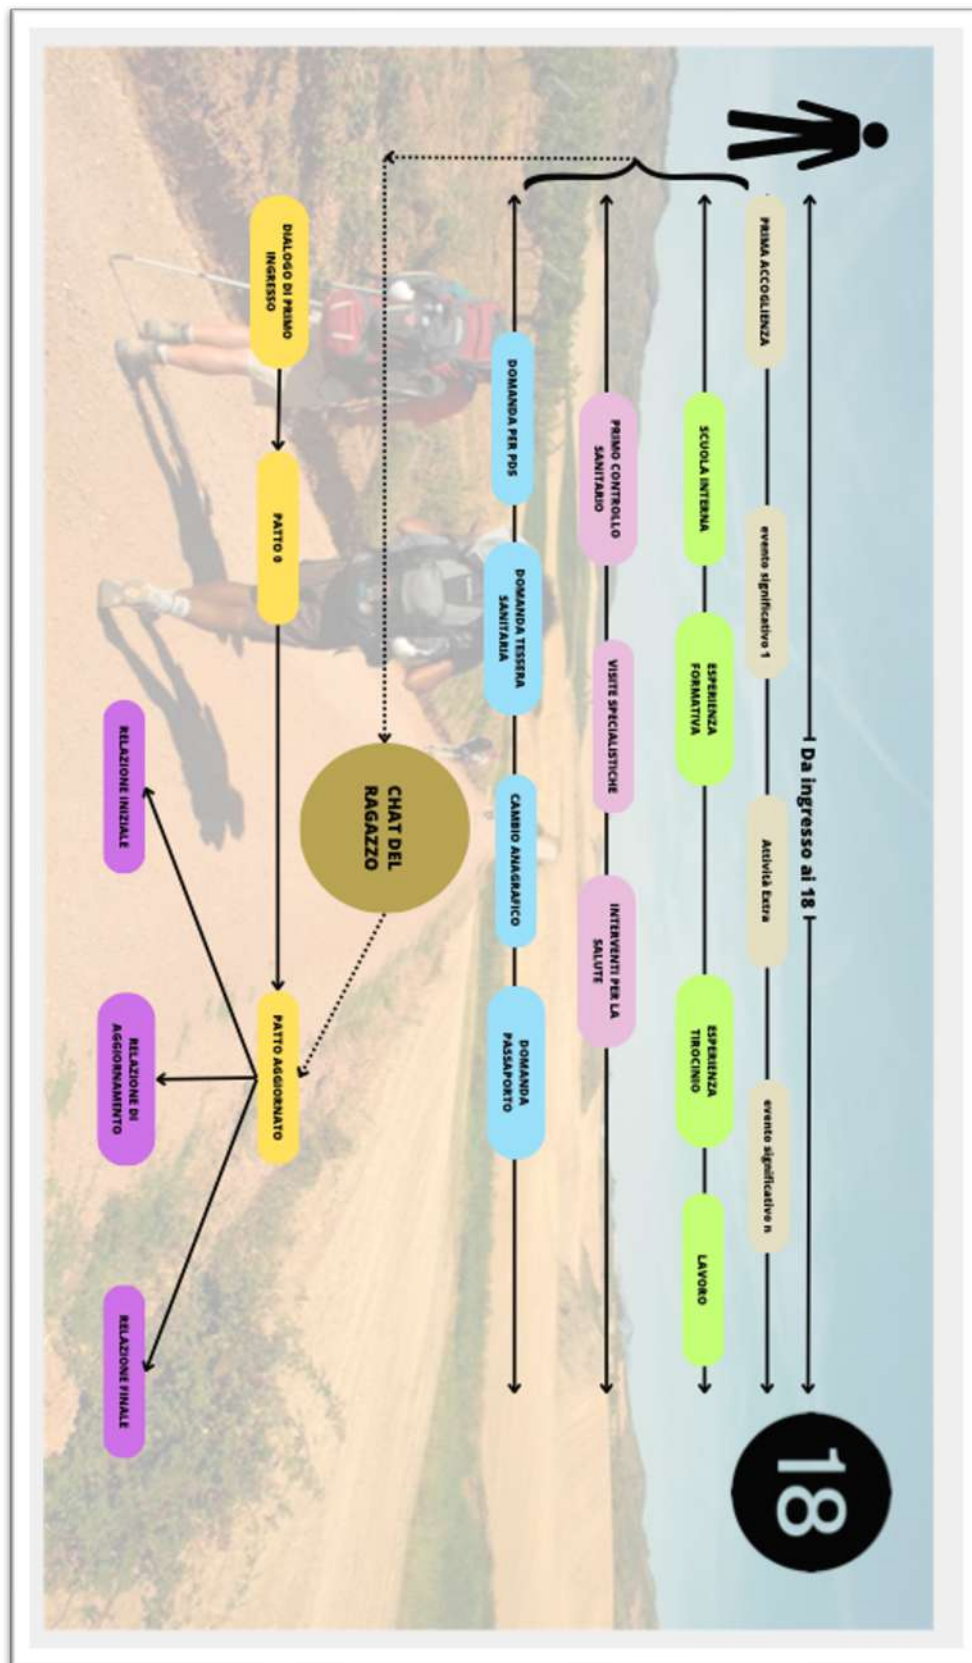 Da ingresso ai 18
18
PRIMA ACCOGLIENZA
evento significativo 1
Attività Extra
evento significativo n
SCUOLA INTERNA
ESPERIENZA
FORMATIVA
ESPERIENZA
TIROCINIO
LAVORO
PRIMO CONTROLLO
SANITARIO
VISITE SPECIALISTICHE
INTERVENTI PER LA
SALUTE
DOMANDA PER PDS
DOMANDA TESSERA
SANITARIA
CAMBIO ANAGRAFICO
DOMANDA
PASSAPORTO
CHAT DEL
RAGAZZO
DIALOGO DI PRIMO
INGRESSO
PATTO 0
PATTO AGGIORNATO
RELAZIONE INIZIALE
RELAZIONE DI
AGGIORNAMENTO
RELAZIONE FINALE